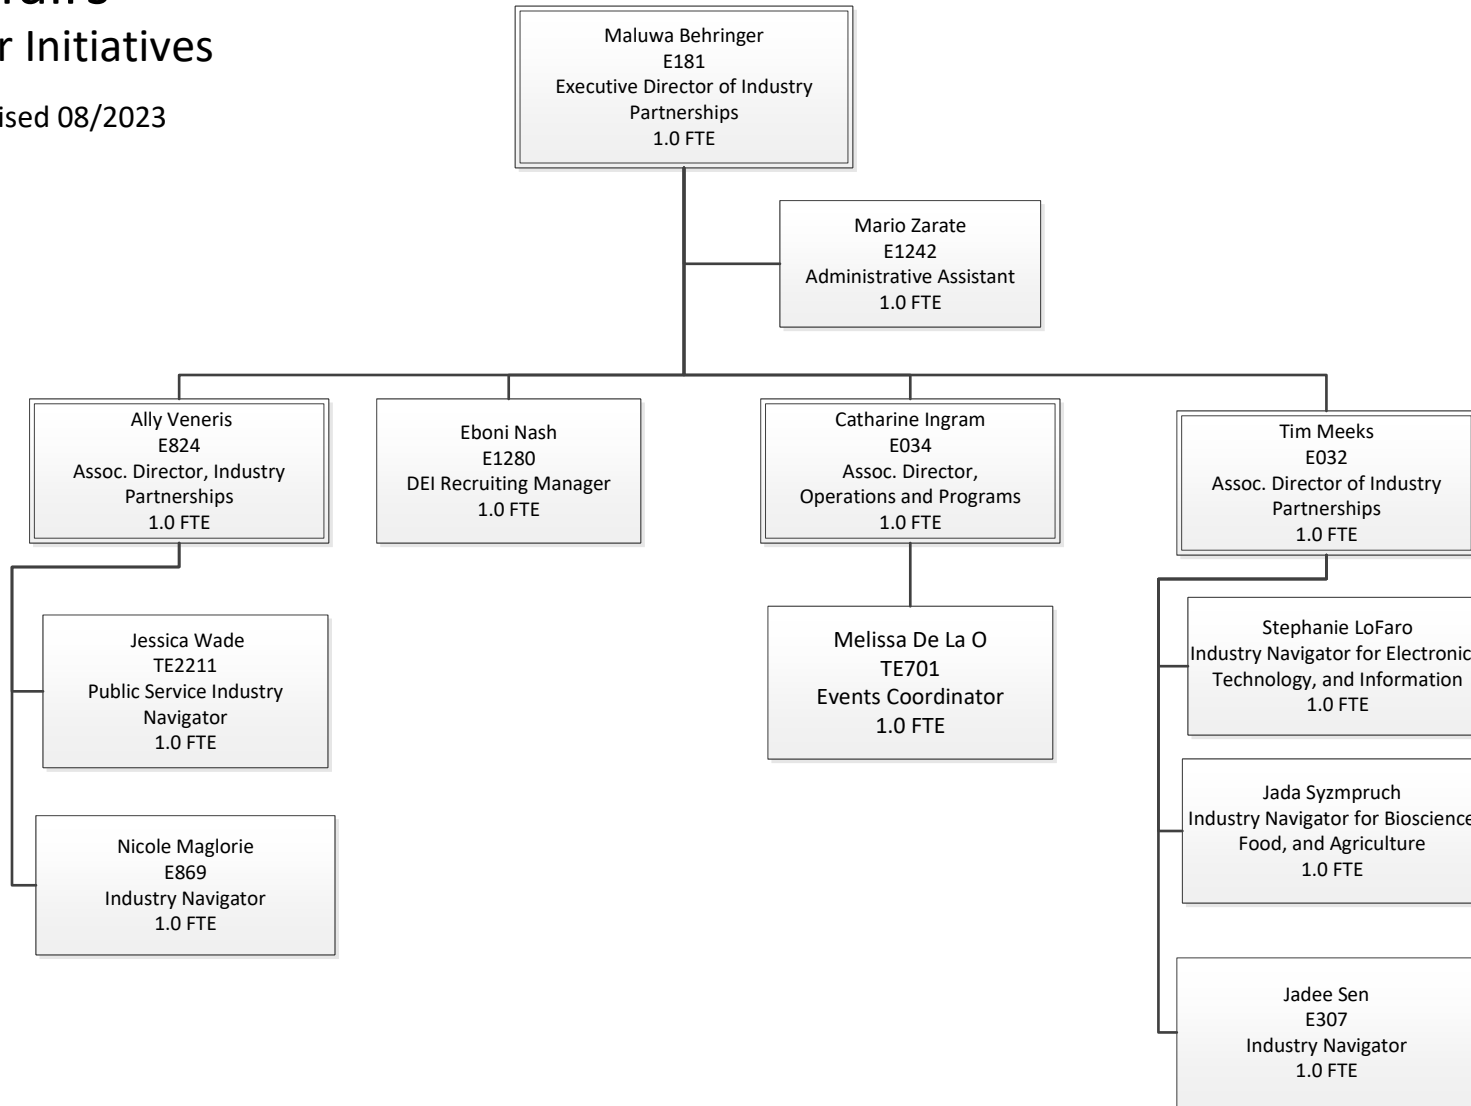 r Initiatives
ised 08/2023
Maluwa Behringer
E181
Executive Director of Industry
Partnerships
1.0 FTE
Mario Zarate
E1242
Administrative Assistant
1.0 FTE
Ally Veneris
E824
Assoc. Director, Industry
Partnerships
1.0 FTE
Eboni Nash
E1280
DEI Recruiting Manager
1.0 FTE
Catharine Ingram
E034
Assoc. Director,
Operations and Programs
1.0 FTE
Tim Meeks
E032
Assoc. Director of Industry
Partnerships
1.0 FTE
Jessica Wade
TE2211
Public Service Industry
Navigator
1.0 FTE
Nicole Maglorie
E869
Industry Navigator
1.0 FTE
Melissa De La O
TE701
Events Coordinator
1.0 FTE
Stephanie LoFaro
Industry Navigator for Electronic
Technology, and Information
1.0 FTE
Jada Syzmpruch
Industry Navigator for Bioscience
Food, and Agriculture
1.0 FTE
Jadee Sen
E307
Industry Navigator
1.0 FTE